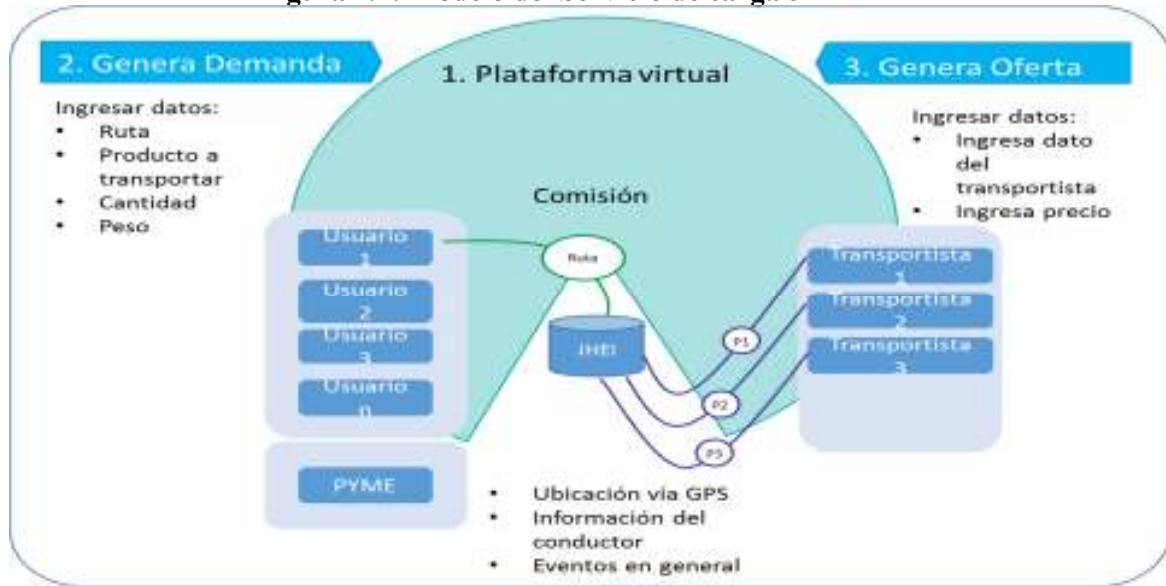 2. Genera Demanda
Ingresar datos:
• Ruta
• Producto a
transportar
• Cantidad
• Peso
1. Plataforma virtual
Comisión
3. Genera Oferta
Ingresar datos:
• Ingresa dato
del
transportista
• Ingresa precio
Usuario
1
Usuario
2
Usuario
3
Usuario
PYME
Ruta
JHEI
P1
P2
P3
Transportista
1
Transportista
2
Transportista
3
• Ubicación vía GPS
• Información del
conductor
• Eventos en general